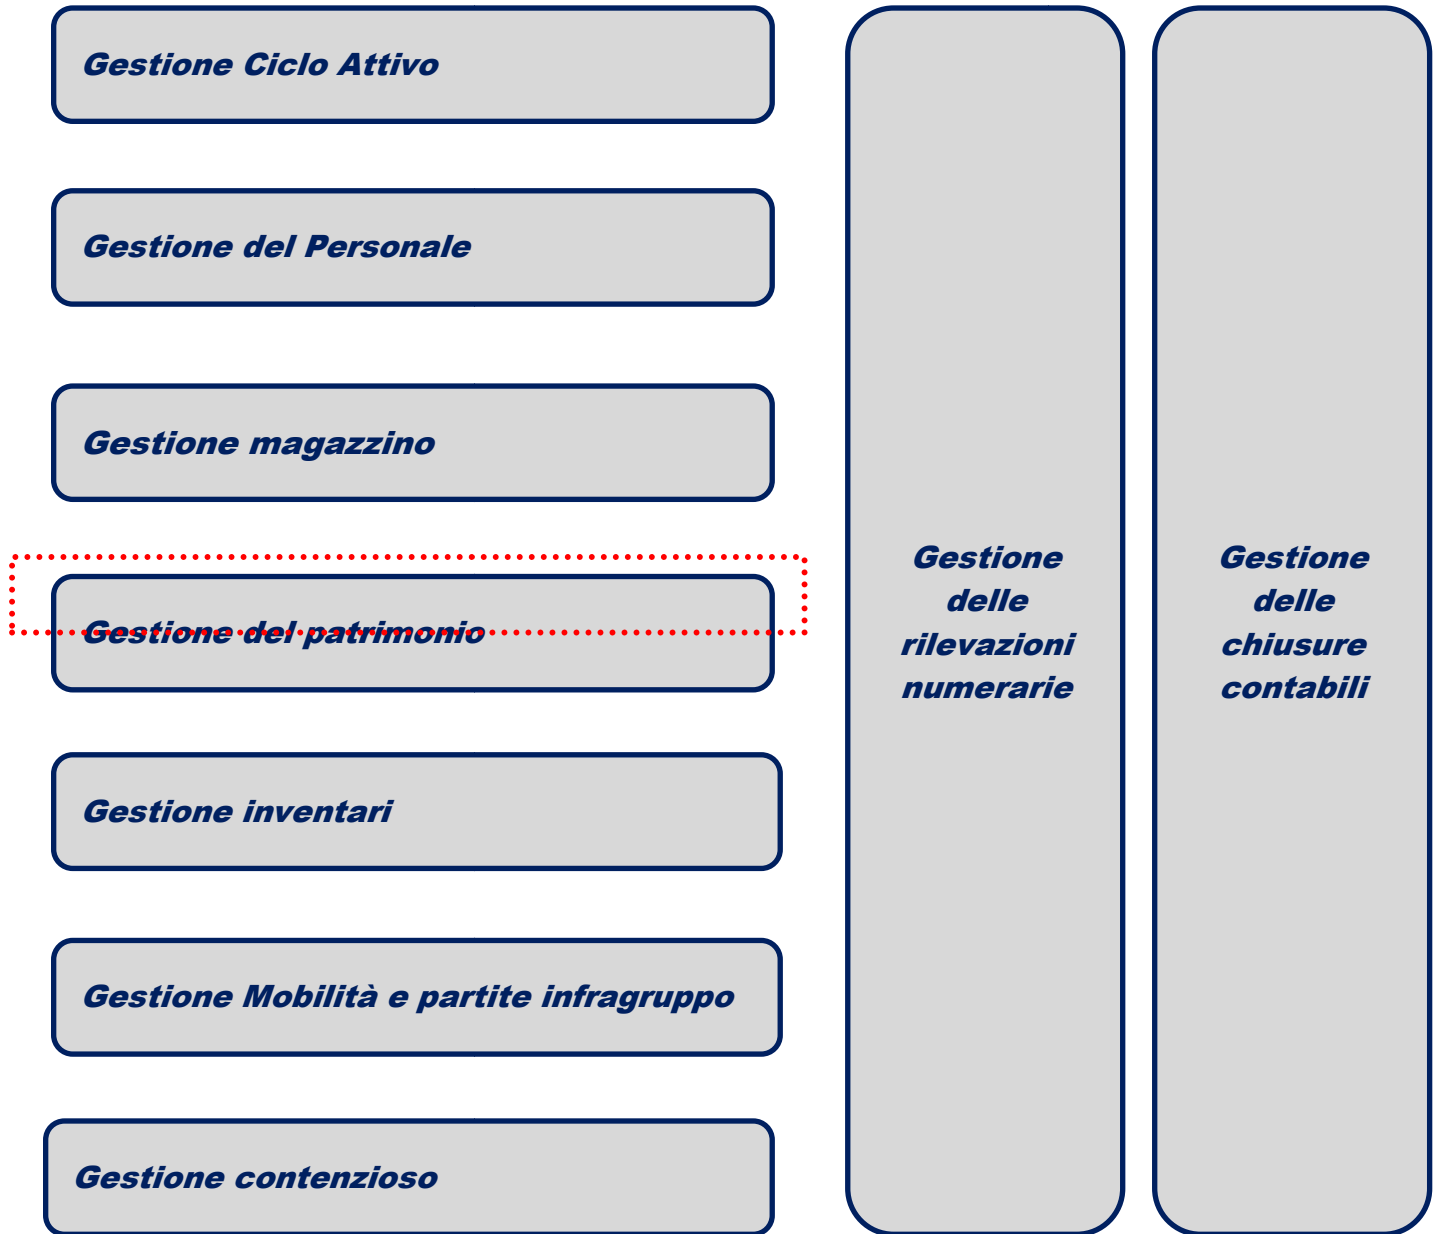 Gestione Ciclo Attivo
Gestione del Personale
Gestione magazzino
Gestione del patrimonio
Gestione inventari
Gestione Mobilità e partite infragruppo
Gestione contenzioso
Gestione
delle
rilevazioni
numerarie
Gestione
delle
chiusure
contabili